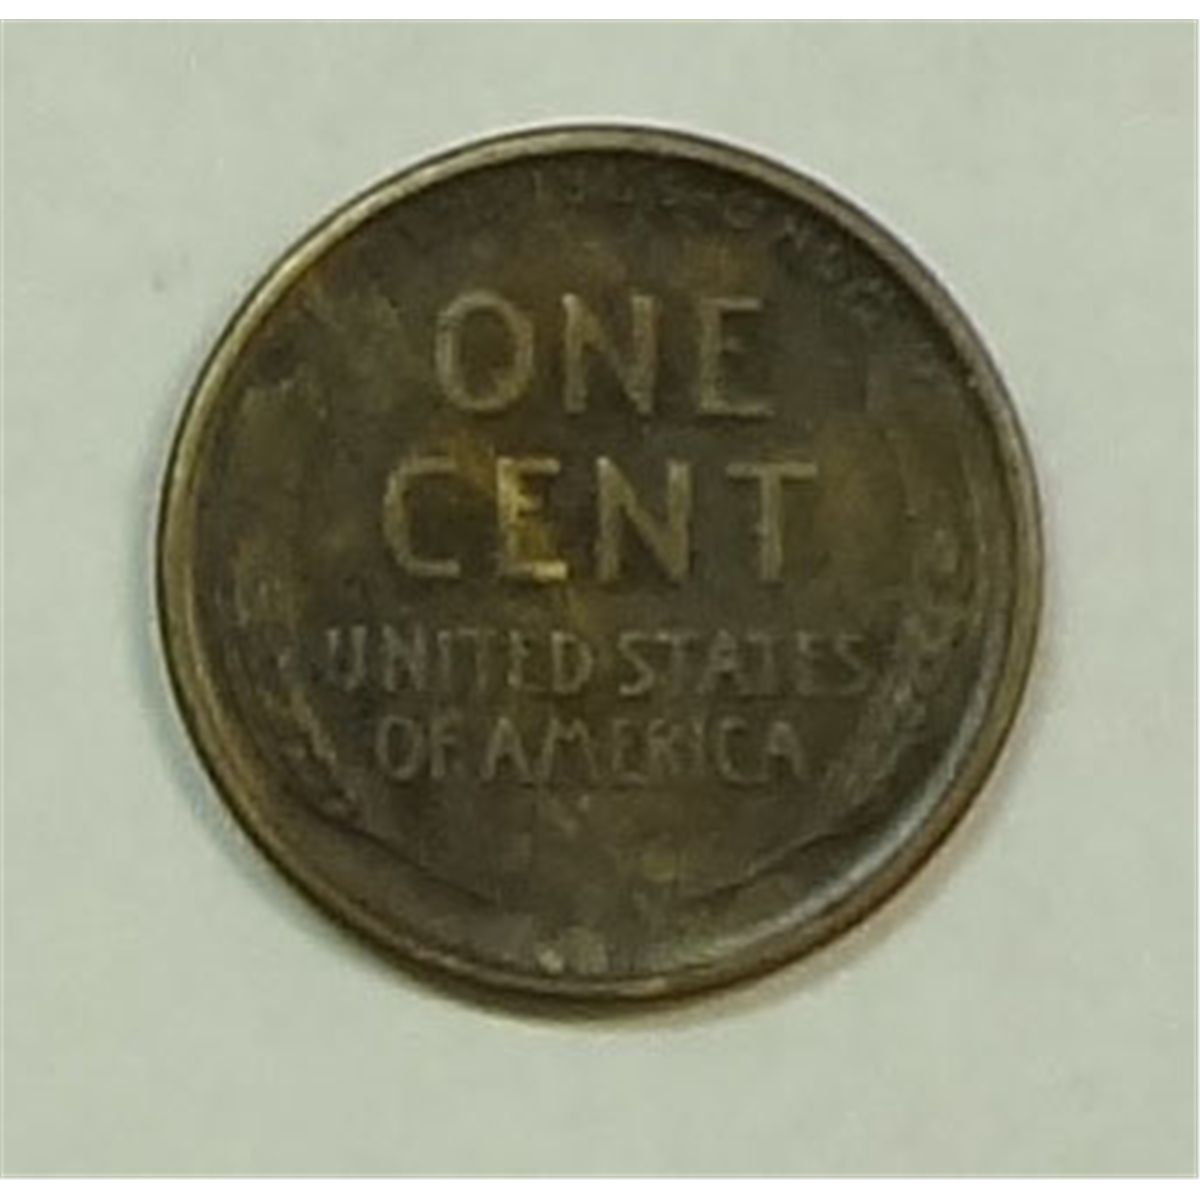 ONE
CENT
UNITED STATES
OF AMERICA